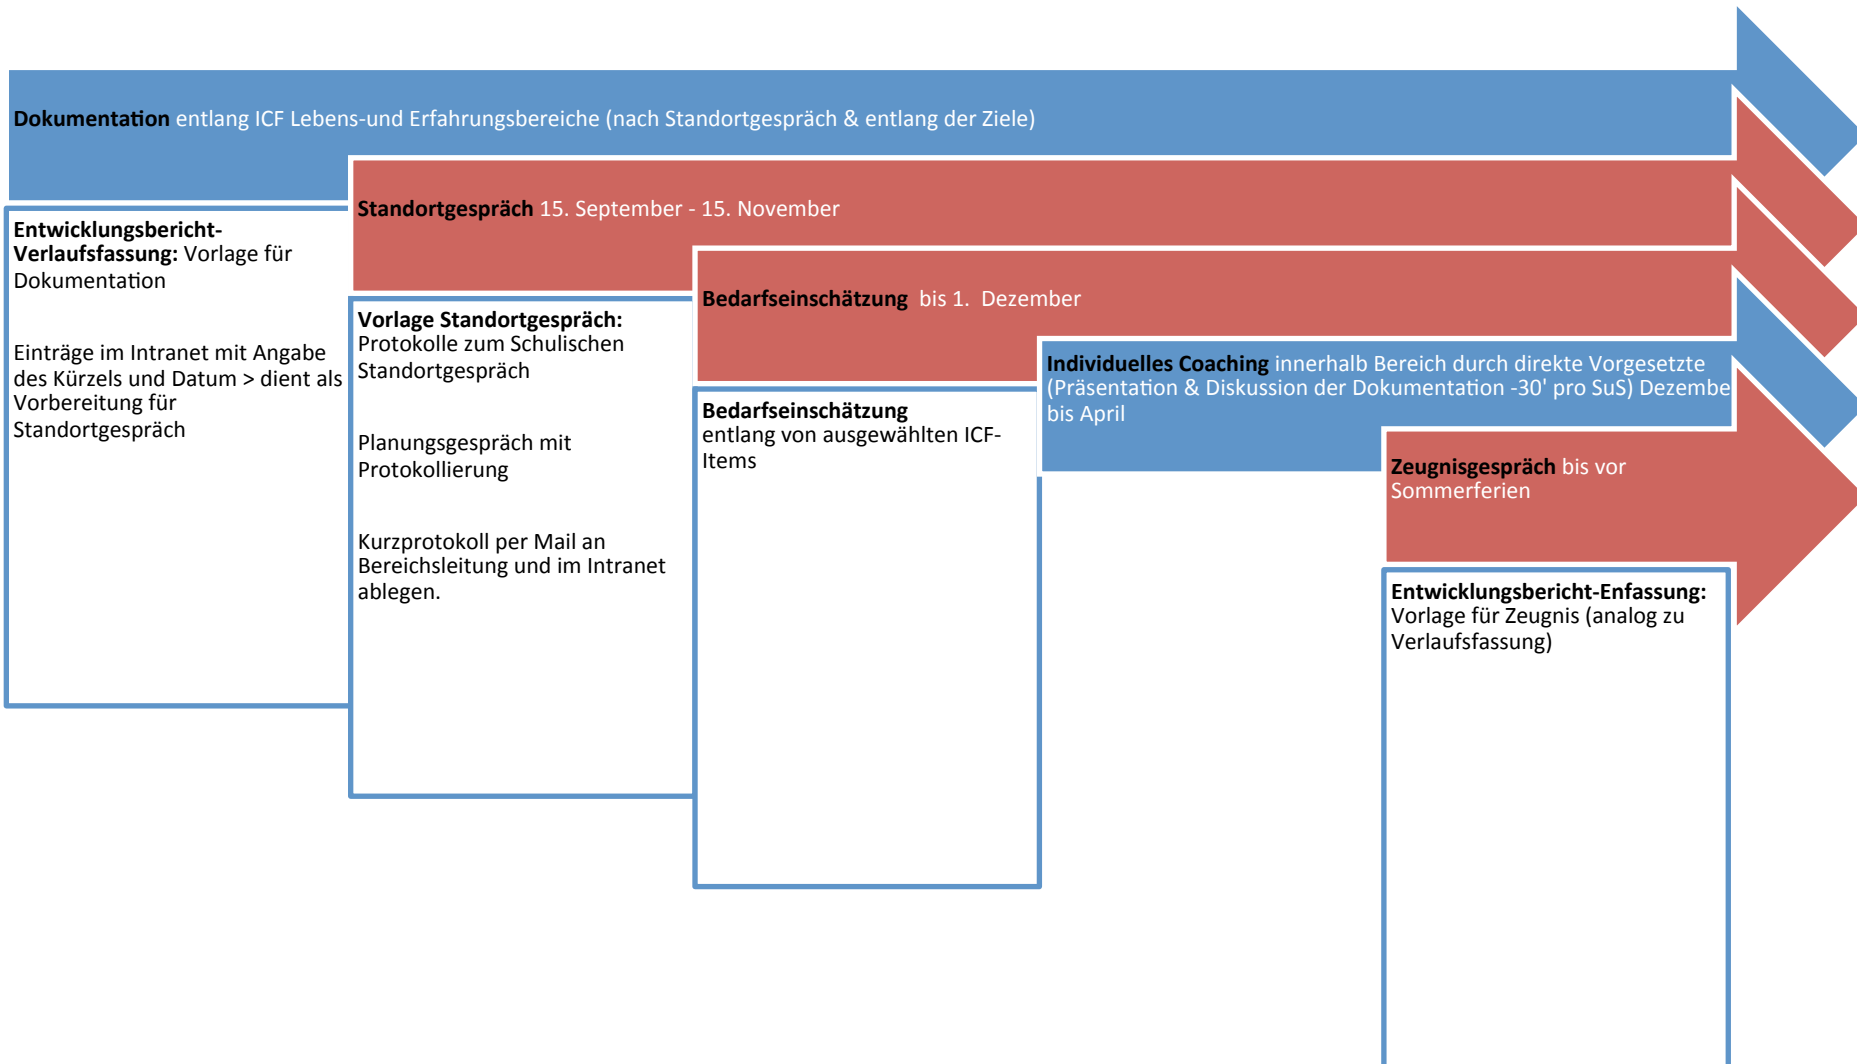 Dokumentation entlang ICF Lebens-und Erfahrungsbereiche (nach Standortgespräch & entlang der Ziele)
Entwicklungsbericht-
Verlaufsfassung: Vorlage für
Dokumentation
Einträge im Intranet mit Angabe
des Kürzels und Datum > dient als
Vorbereitung für
Standortgespräch
Standortgespräch 15. September - 15. November
Vorlage Standortgespräch:
Protokolle zum Schulischen
Standortgespräch
Planungsgespräch mit
Protokollierung
Kurzprotokoll per Mail an
Bereichsleitung und im Intranet
ablegen.
Bedarfseinschätzung bis 1. Dezember
Bedarfseinschätzung
entlang von ausgewählten ICF-
Items
Individuelles Coaching innerhalb Bereich durch direkte Vorgesetzte
(Präsentation & Diskussion der Dokumentation -30' pro SuS) Dezembe
bis April
Zeugnisgespräch bis vor
Sommerferien
Entwicklungsbericht-Enfassung:
Vorlage für Zeugnis (analog zu
Verlaufsfassung)